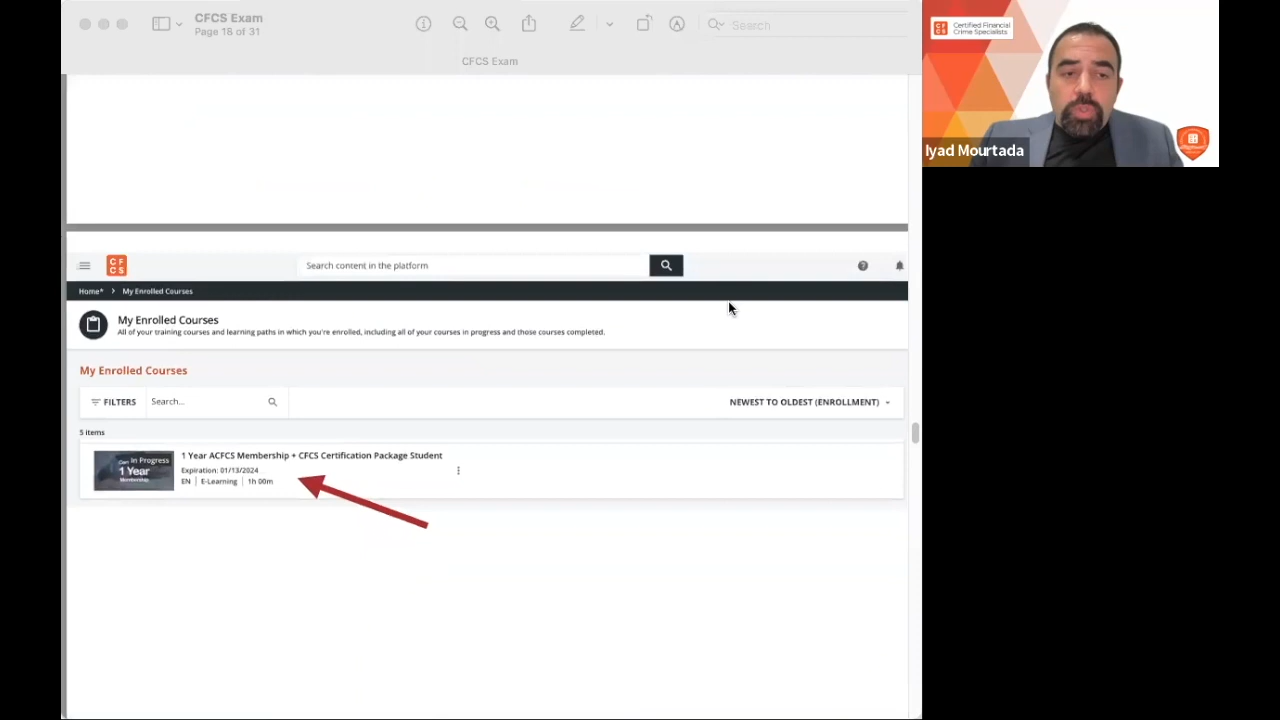 CFCS Exam
Page 18 of 31
Search
CFCS Exam
Certified Financial
Crime Specialists
Iyad Mourtada
CF
CS
Search content in the platform
Home* > My Enrolled Courses
My Enrolled Courses
All of your training courses and learning paths in which you're enrolled, including all of your courses in progress and those courses completed.
My Enrolled Courses
FILTERS
Search...
NEWEST TO OLDEST (ENROLLMENT)
5 items
In Progress
1 Year
Membership
1 Year ACFCS Membership + CFCS Certification Package Student
Expiration: 01/13/2024
EN | E-Learning | 1h 00m